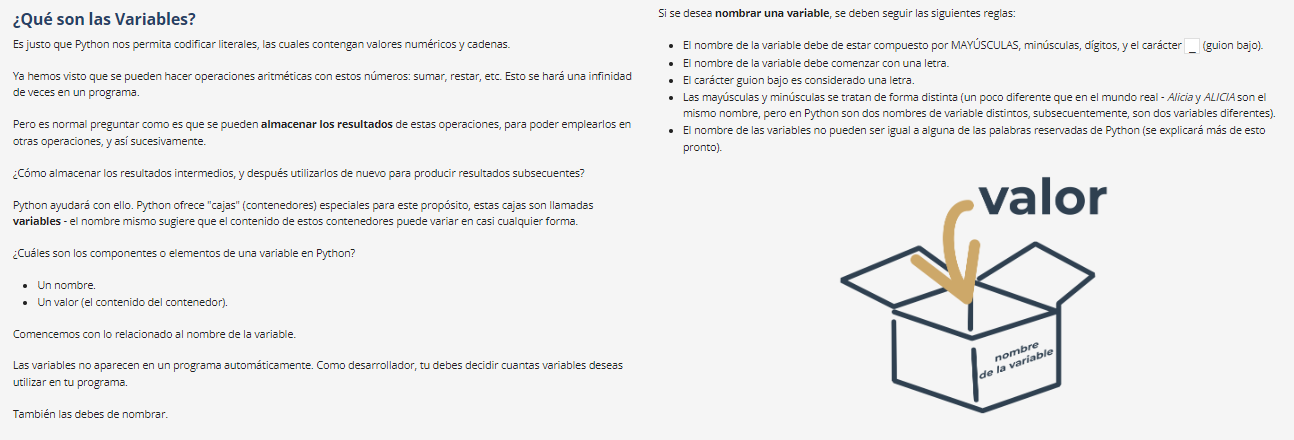 ¿Qué son las Variables?
Es justo que Python nos permita codificar literales, las cuales contengan valores numéricos y cadenas.
Ya hemos visto que se pueden hacer operaciones aritméticas con estos números: sumar, restar, etc. Esto se hará una infinidad
de veces en un programa.
Pero es normal preguntar como es que se pueden almacenar los resultados de estas operaciones, para poder emplearlos en
otras operaciones, y así sucesivamente.
¿Cómo almacenar los resultados intermedios, y después utilizarlos de nuevo para producir resultados subsecuentes?
Python ayudará con ello. Python ofrece "cajas" (contenedores) especiales para este propósito, estas cajas son llamadas
variables - el nombre mismo sugiere que el contenido de estos contenedores puede variar en casi cualquier forma.
¿Cuáles son los componentes o elementos de una variable en Python?
• Un nombre.
• Un valor (el contenido del contenedor).
Comencemos con lo relacionado al nombre de la variable.
Las variables no aparecen en un programa automáticamente. Como desarrollador, tu debes decidir cuantas variables deseas
utilizar en tu programa.
También las debes de nombrar.
Si se desea nombrar una variable, se deben seguir las siguientes reglas:
• El nombre de la variable debe de estar compuesto por MAYÚSCULAS, minúsculas, dígitos, y el carácter _ (guion bajo).
• El nombre de la variable debe comenzar con una letra.
• El carácter guion bajo es considerado una letra.
• Las mayúsculas y minúsculas se tratan de forma distinta (un poco diferente que en el mundo real - Alicia y ALICIA son el
mismo nombre, pero en Python son dos nombres de variable distintos, subsecuentemente, son dos variables diferentes).
• El nombre de las variables no pueden ser igual a alguna de las palabras reservadas de Python (se explicará más de esto
pronto).
valor
nombre
de la variable